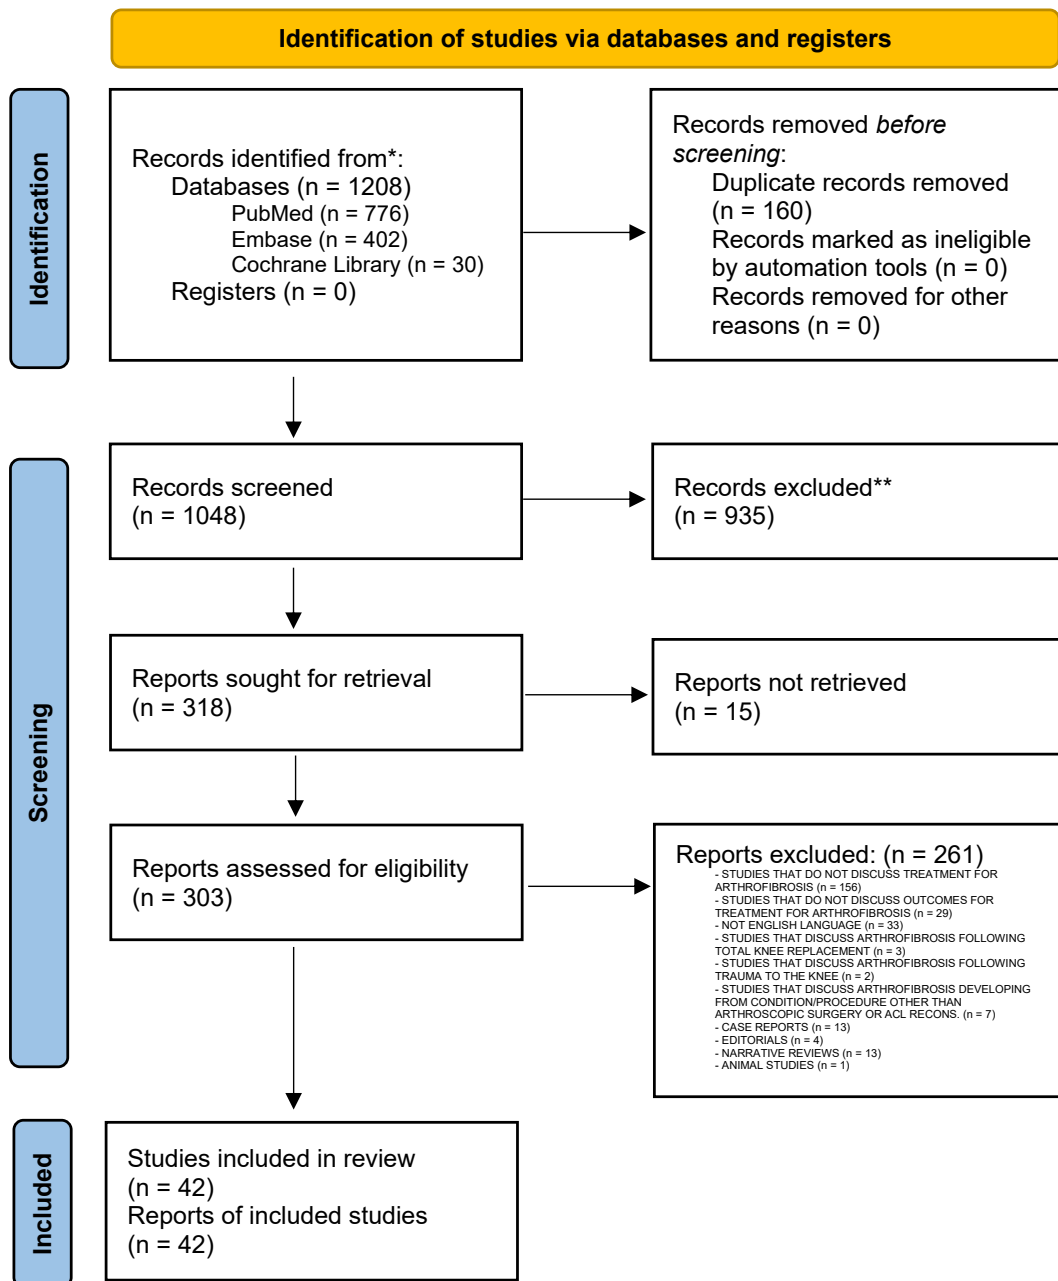 Identification of studies via databases and registers
Identification
Records identified from*:
Databases (n = 1208)
PubMed (n = 776)
Embase (n = 402)
Cochrane Library (n = 30)
Registers (n = 0)
Records removed before
screening:
Duplicate records removed
(n = 160)
Records marked as ineligible
by automation tools (n = 0)
Records removed for other
reasons (n = 0)
Screening
Records screened
(n = 1048)
Records excluded**
(n = 935)
Reports sought for retrieval
(n = 318)
Reports not retrieved
(n = 15)
Reports assessed for eligibility
(n = 303)
Reports excluded: (n = 261)
- STUDIES THAT DO NOT DISCUSS TREATMENT FOR
ARTHROFIBROSIS (n = 156)
- STUDIES THAT DO NOT DISCUSS OUTCOMES FOR
TREATMENT FOR ARTHROFIBROSIS (n = 29)
- NOT ENGLISH LANGUAGE (n = 33)
- STUDIES THAT DISCUSS ARTHROFIBROSIS FOLLOWING
TOTAL KNEE REPLACEMENT (n = 3)
- STUDIES THAT DISCUSS ARTHROFIBROSIS FOLLOWING
TRAUMA TO THE KNEE (n = 2)
- STUDIES THAT DISCUSS ARTHROFIBROSIS DEVELOPING
FROM CONDITION/PROCEDURE OTHER THAN
ARTHROSCOPIC SURGERY OR ACL RECONS. (n = 7)
- CASE REPORTS (n = 13)
- EDITORIALS (n = 4)
- NARRATIVE REVIEWS (n = 13)
- ANIMAL STUDIES (n = 1)
Included
Studies included in review
(n = 42)
Reports of included studies
(n = 42)